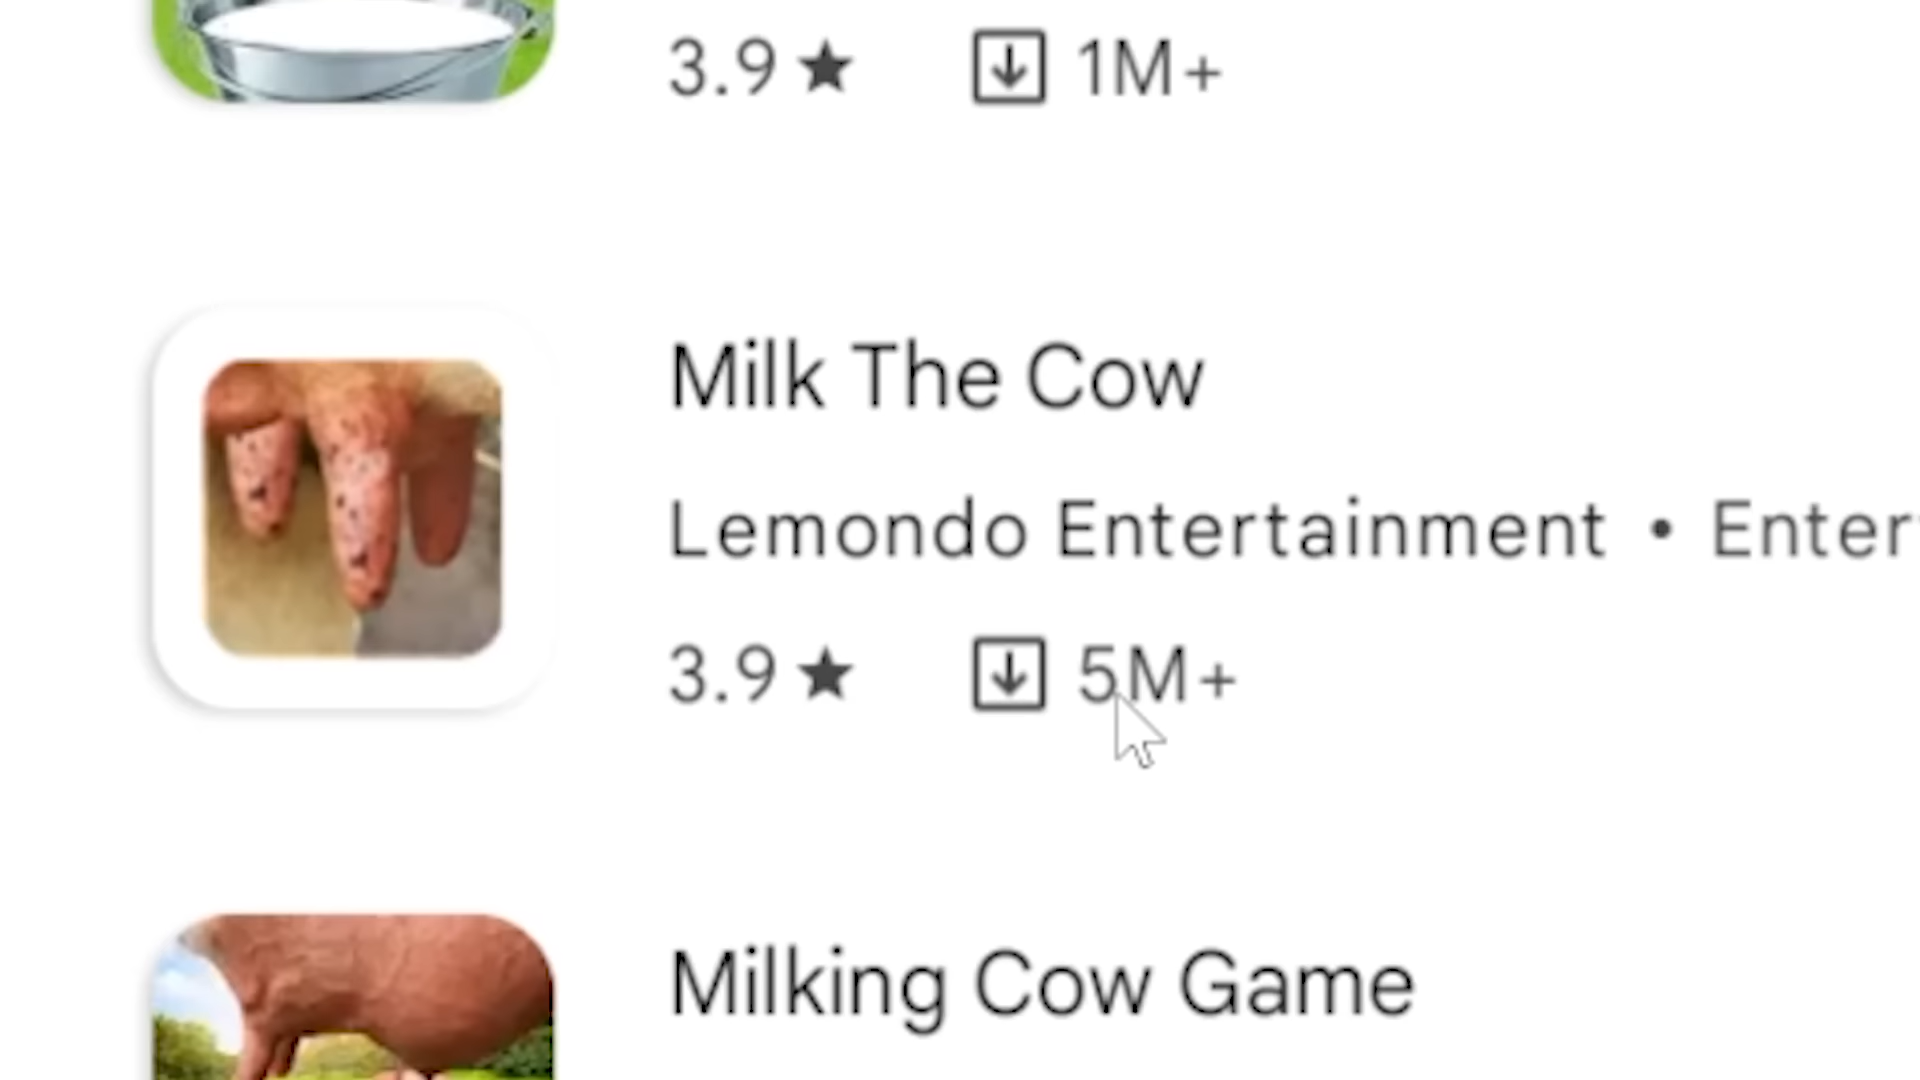 3.9★ 1M+
Milk The Cow
Lemondo Entertainment • Enter
3.9★ 5M+
Milking Cow Game